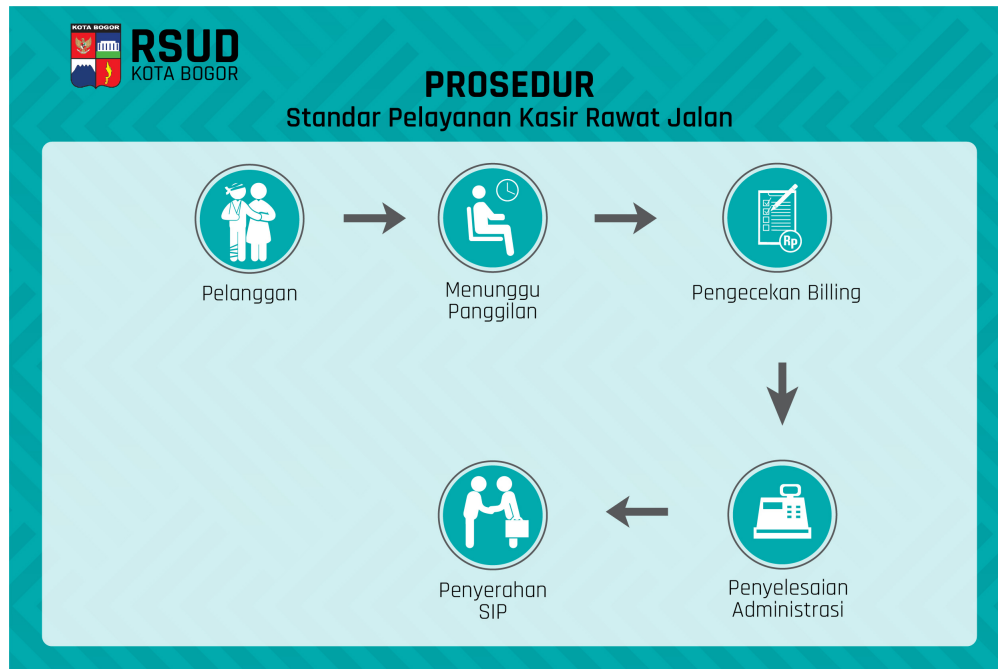 KOTA BOGOR
RSUD
KOTA BOGOR
PROSEDUR
Standar Pelayanan Kasir Rawat Jalan
Pelanggan
Menunggu
Panggilan
Rp
Pengecekan Billing
Penyerahan
SIP
Penyelesaian
Administrasi